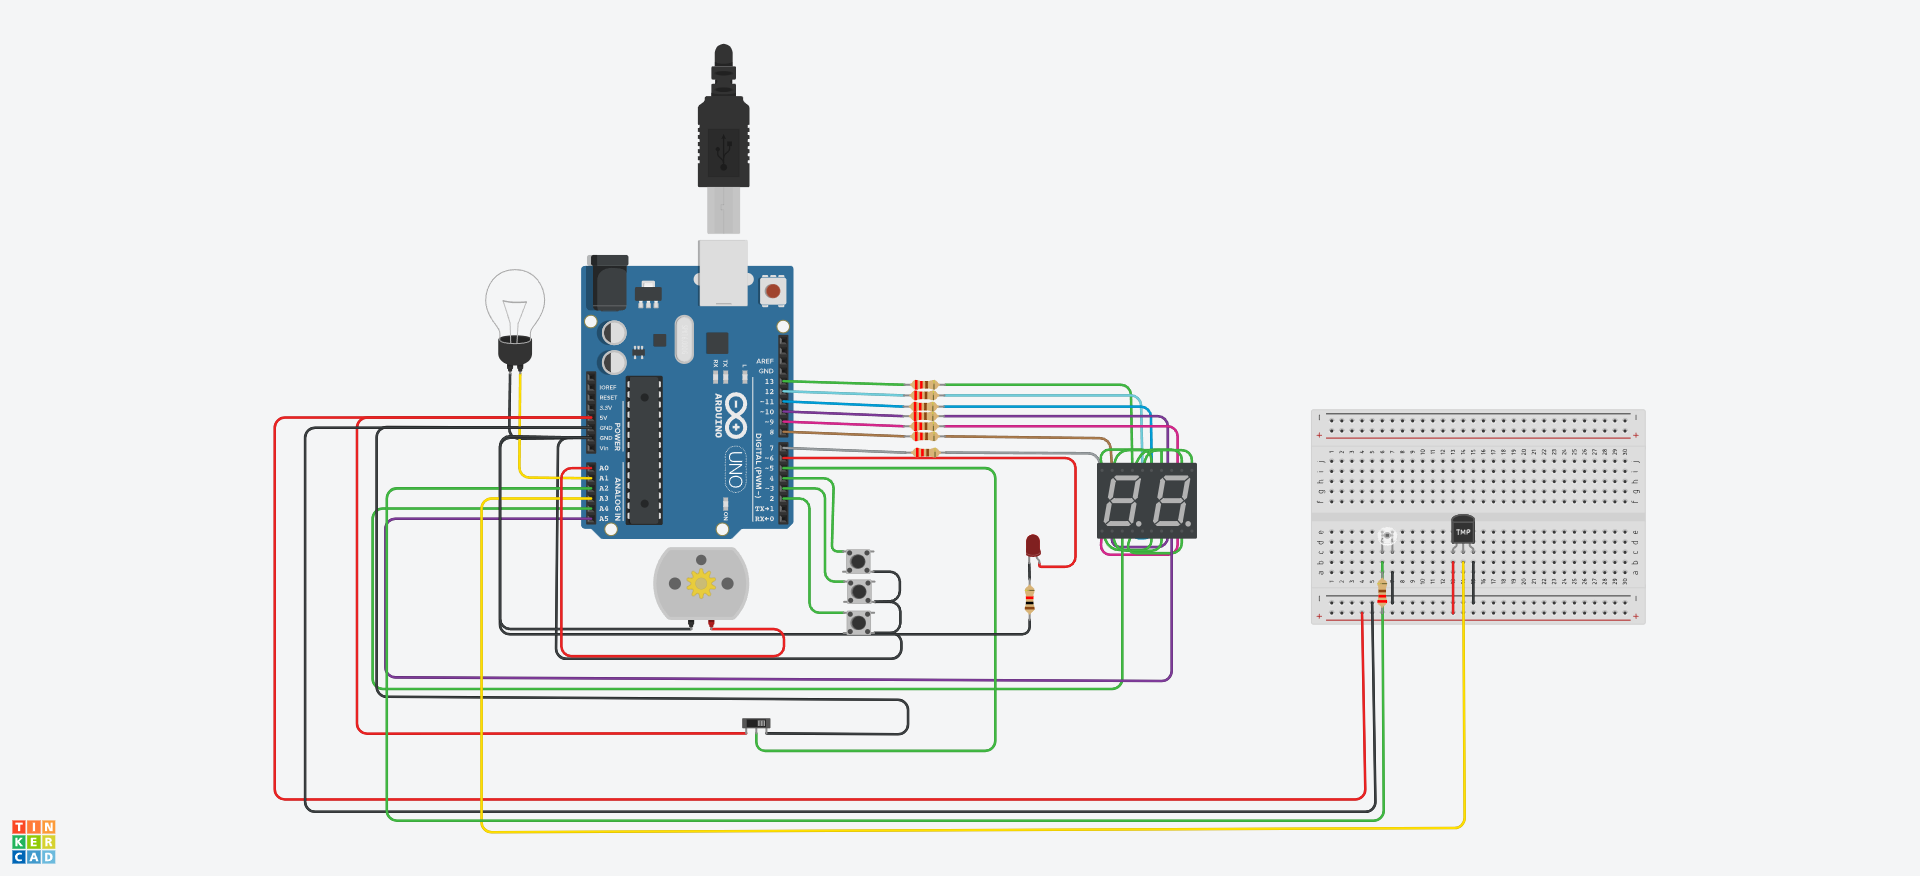 AREF
GND
13
12
~11
~10
~9
8
7
~6
~5
4
~3
2
TX→1
RX←0
DIGITAL (PWM~)
RX
TX
L
ARDUINO
UNO
ON
IOREF
RESET
3.3V
5V
GND
GND
Vin
POWER
A0
A1
A2
A3
A4
A5
ANALOG IN
TMP
TIN
KER
CAD